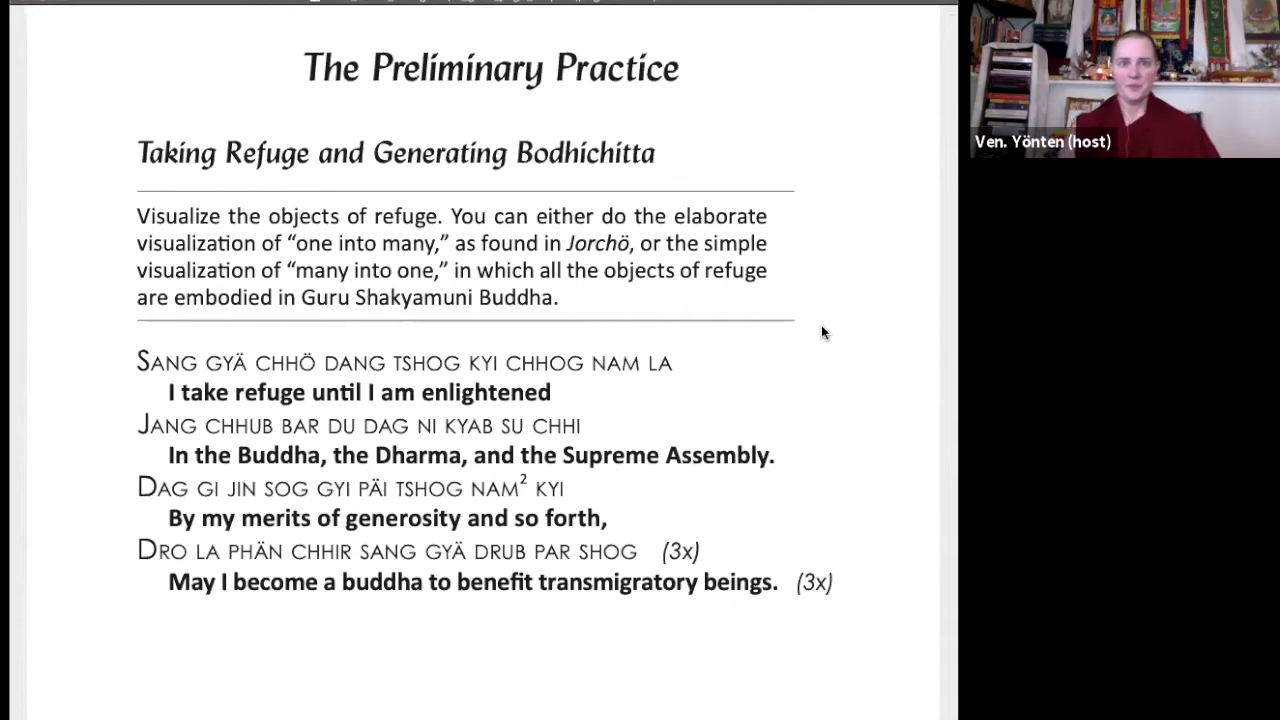 The Preliminary Practice
Taking Refuge and Generating Bodhichitta
Visualize the objects of refuge. You can either do the elaborate
visualization of “one into many,” as found in Jorchö, or the simple
visualization of “many into one,” in which all the objects of refuge
are embodied in Guru Shakyamuni Buddha.
SANG GYÄ CHHÖ DANG TSHOG KYI CHHOG NAM LA
I take refuge until I am enlightened
JANG CHHUB BAR DU DAG NI KYAB SU CHHI
In the Buddha, the Dharma, and the Supreme Assembly.
DAG GI JIN SOG GYI PÄI TSHOG NAM² KYI
By my merits of generosity and so forth,
DRO LA PHÄN CHHIR SANG GYÄ DRUB PAR SHOG (3x)
May I become a buddha to benefit transmigratory beings. (3x)
Ven. Yönten (host)